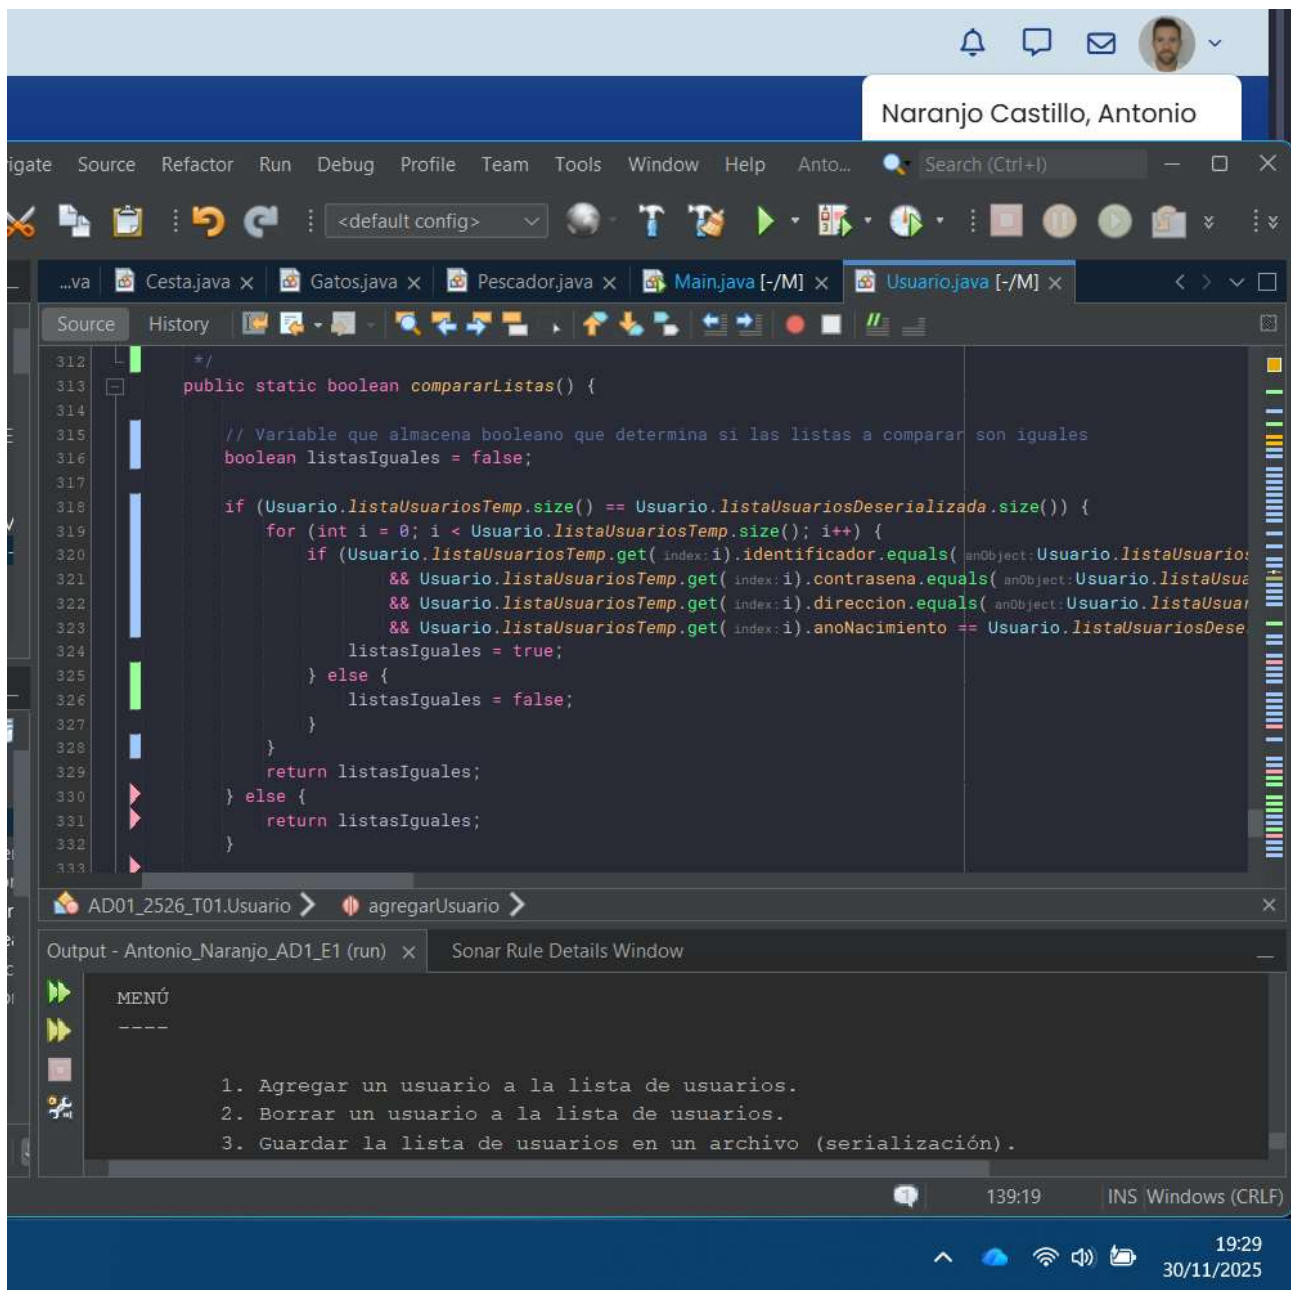 Naranjo Castillo, Antonio
Source Refactor Run Debug Profile Team Tools Window Help Anto... Search (Ctrl+I)
<default config>
...va Cesta.java Gatos.java Pescador.java Main.java [-/M] Usuario.java [-/M]
Source History
312 */
313 public static boolean compararListas() {
314
315 // Variable que almacena booleano que determina si las listas a comparar son iguales
316 boolean listasIguales = false;
317
318 if (Usuario.listaUsuariosTemp.size() == Usuario.listaUsuariosDeserializada.size()) {
319 for (int i = 0; i < Usuario.listaUsuariosTemp.size(); i++) {
320 if (Usuario.listaUsuariosTemp.get( index: i).identificador.equals( anObject: Usuario.listaUsuarios
321 && Usuario.listaUsuariosTemp.get( index: i).contrasena.equals( anObject: Usuario.listaUsua
322 && Usuario.listaUsuariosTemp.get( index: i).direccion.equals( anObject: Usuario.listaUsuar
323 && Usuario.listaUsuariosTemp.get( index: i).anoNacimiento == Usuario.listaUsuariosDese
324 listasIguales = true;
325 } else {
326 listasIguales = false;
327 }
328 }
329 return listasIguales;
330 } else {
331 return listasIguales;
332 }
333
AD01_2526_T01.Usuario agregarUsuario
Output - Antonio_Naranjo_AD1_E1 (run) Sonar Rule Details Window
MENÚ
----
1. Agregar un usuario a la lista de usuarios.
2. Borrar un usuario a la lista de usuarios.
3. Guardar la lista de usuarios en un archivo (serialización).
1 139:19 INS Windows (CRLF)
19:29
30/11/2025